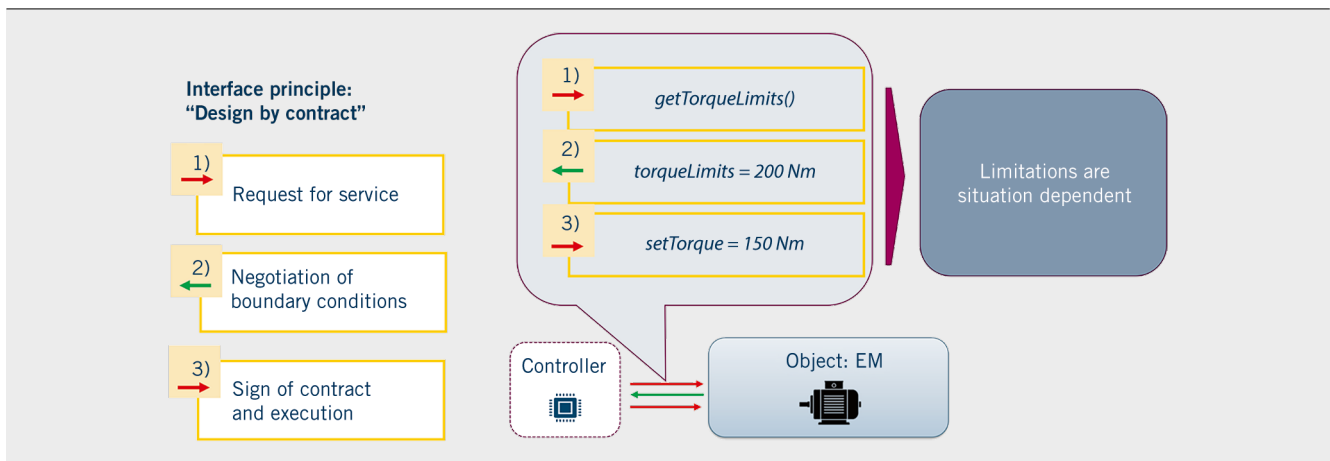 Interface principle:
“Design by contract”
1)
Request for service
2)
Negotiation of
boundary conditions
3)
Sign of contract
and execution
1)
getTorqueLimits()
2)
torqueLimits = 200 Nm
3)
setTorque = 150 Nm
Limitations are
situation dependent
Controller
Object: EM